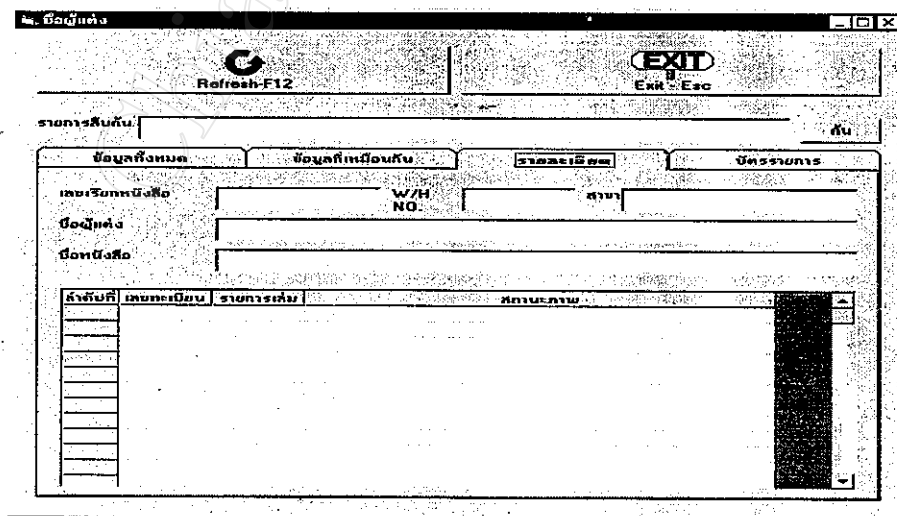 ชื่อผู้แต่ง
Refresh-F12
EXIT
Exit - Esc
รายการสืบค้น
ค้น
ข้อมูลทั้งหมด ข้อมูลที่เหมือนกัน รายละเอียด บัตรรายการ
เลขเรียกหนังสือ W/H NO. สาขา
ชื่อผู้แต่ง
ชื่อหนังสือ
ลำดับที่ เลขทะเบียน รายการเล่ม สถานะภาพ